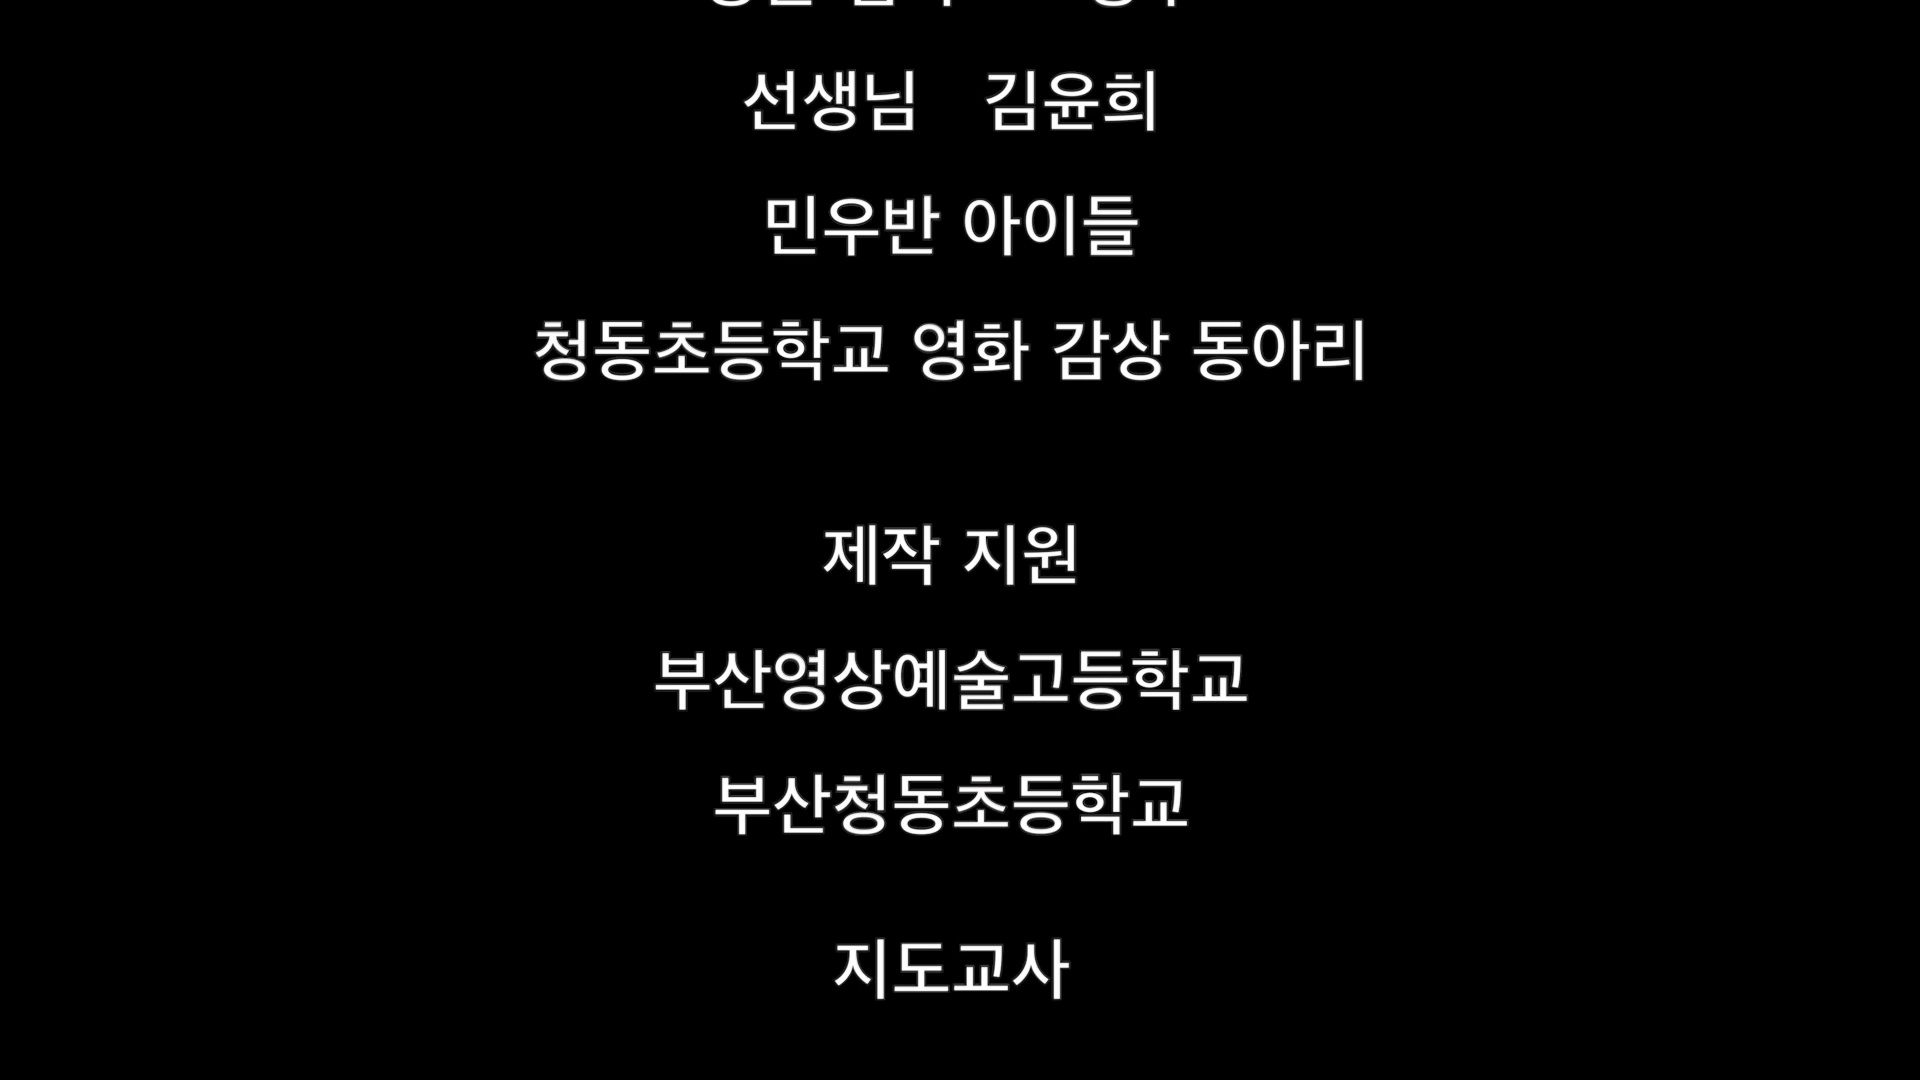 선생님 김윤희
민우반 아이들
청동초등학교 영화 감상 동아리
제작 지원
부산영상예술고등학교
부산청동초등학교
지도교사